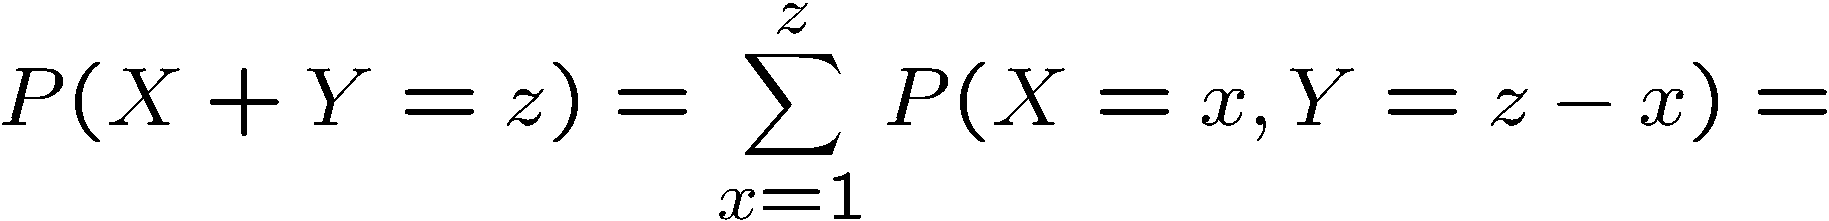 P(X + Y = z) = \sum_{x=1}^{z} P(X = x, Y = z - x) =